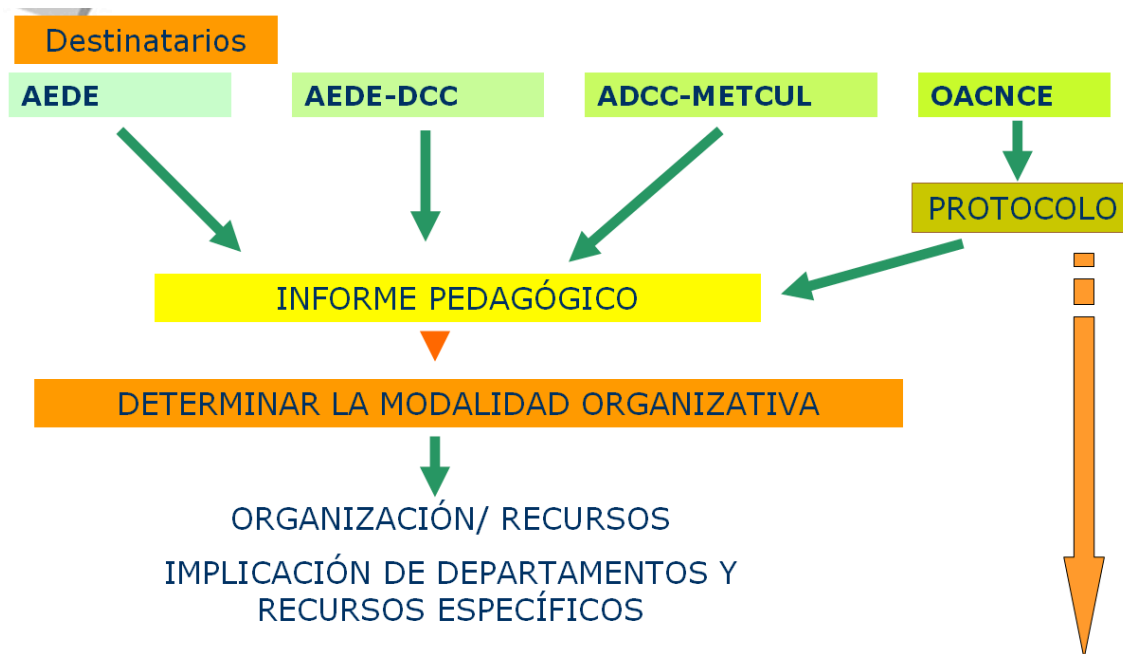 Destinatarios
AEDE
AEDE-DCC
ADCC-METCUL
OACNCE
PROTOCOLO
INFORME PEDAGÓGICO
DETERMINAR LA MODALIDAD ORGANIZATIVA
ORGANIZACIÓN/ RECURSOS
IMPLICACIÓN DE DEPARTAMENTOS Y
RECURSOS ESPECÍFICOS